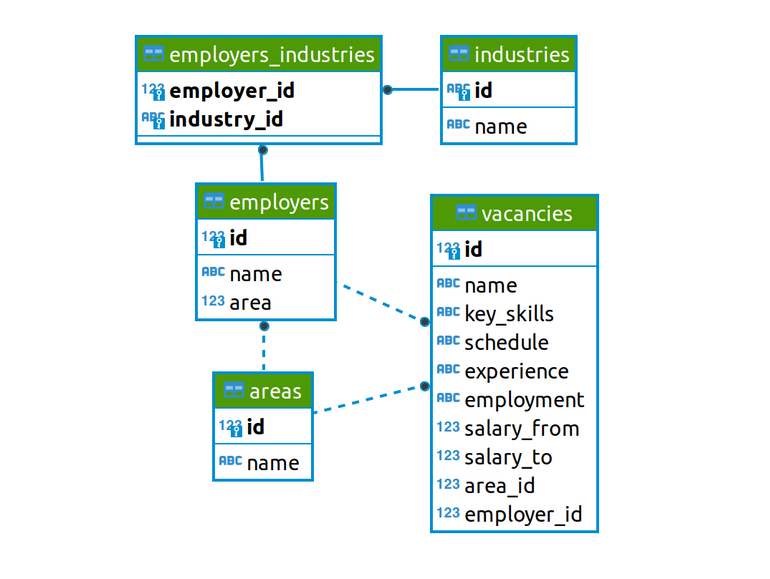 employers_industries
123 employer_id
ABC industry_id
industries
ABC id
ABC name
employers
123 id
ABC name
123 area
vacancies
123 id
ABC name
ABC key_skills
ABC schedule
ABC experience
ABC employment
123 salary_from
123 salary_to
123 area_id
123 employer_id
areas
123 id
ABC name